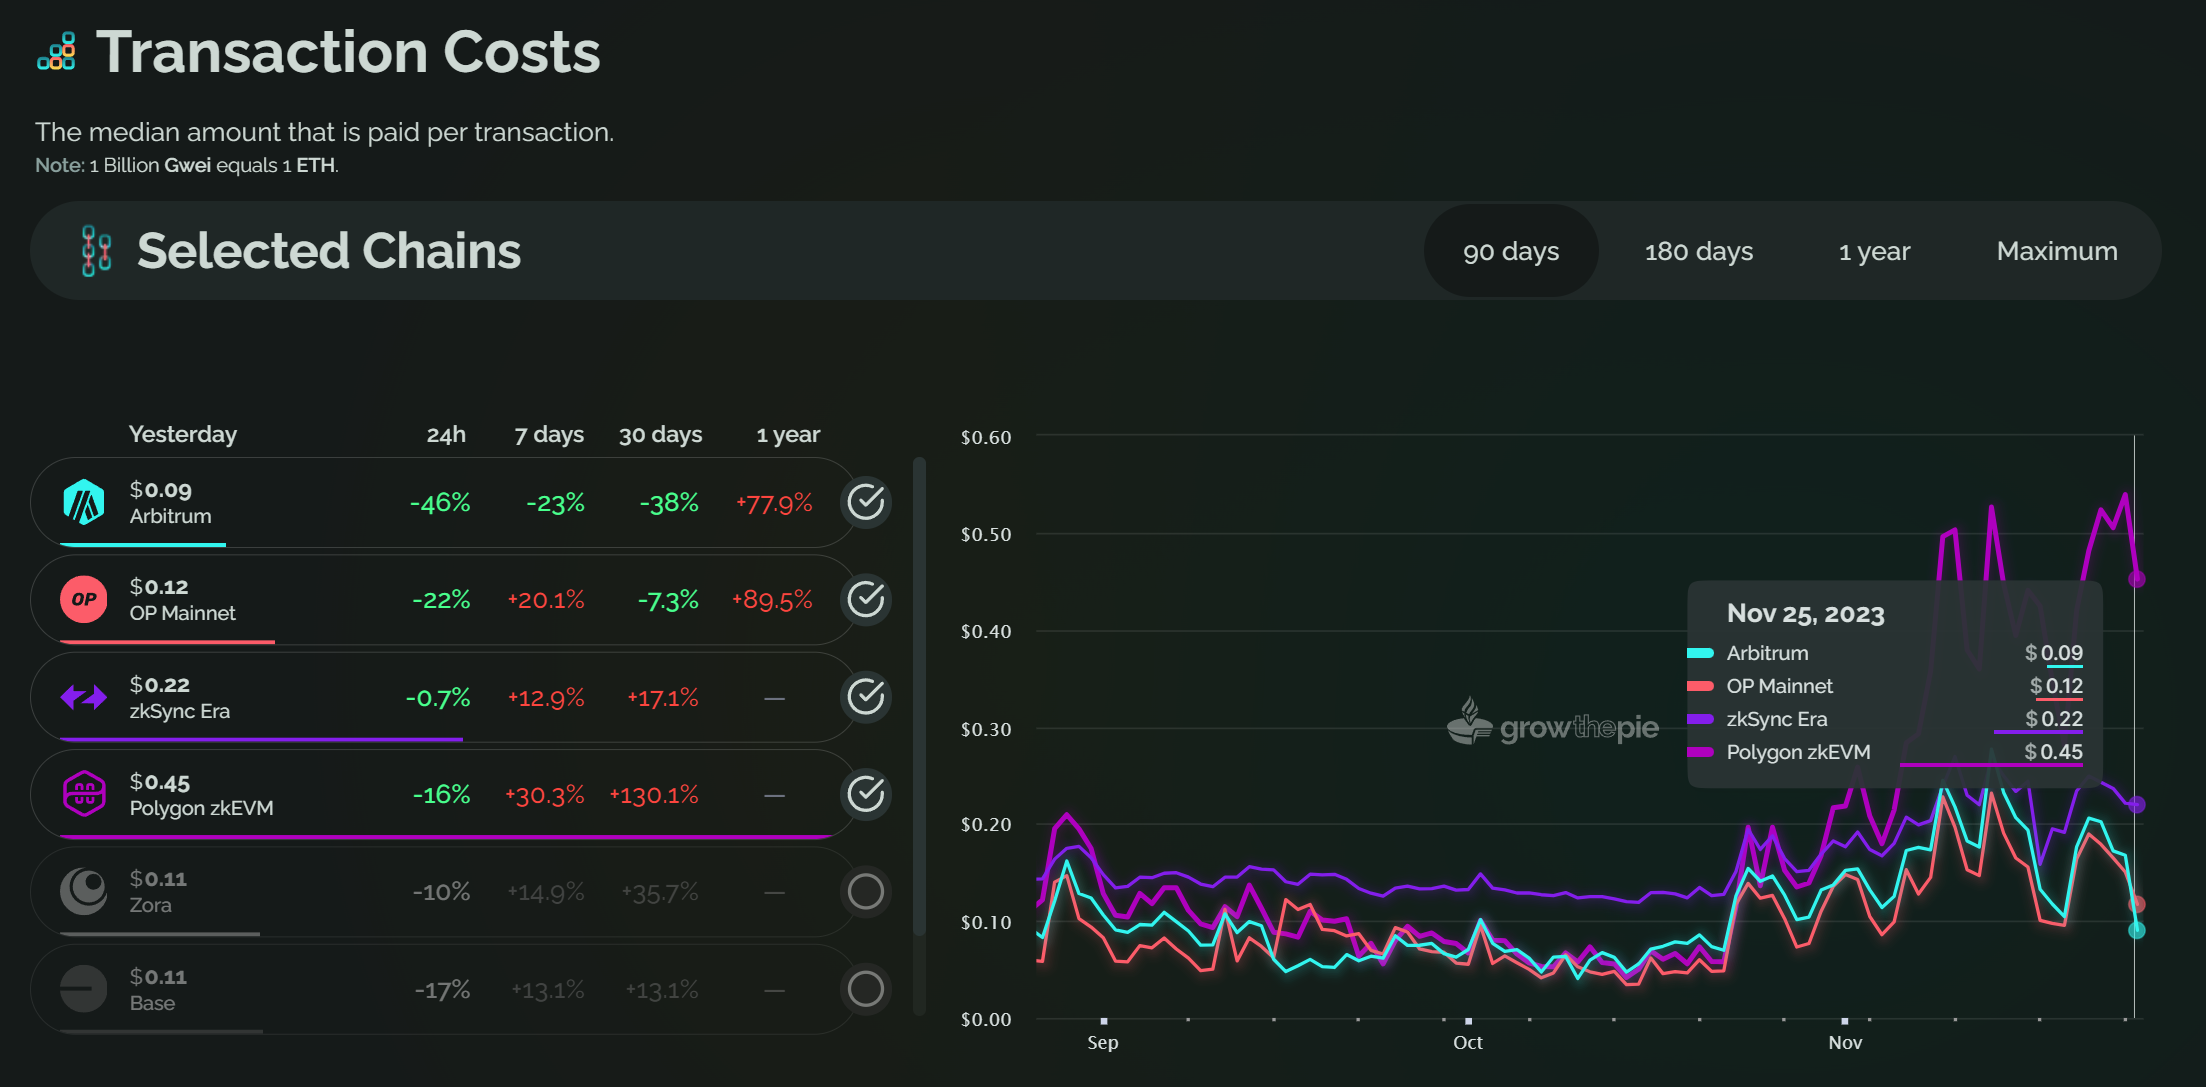 Transaction Costs
The median amount that is paid per transaction.
Note: 1 Billion Gwei equals 1 ETH.
Selected Chains
90 days 180 days 1 year Maximum
Yesterday 24h 7 days 30 days 1 year
$0.09
Arbitrum
-46% -23% -38% +77.9%
OP
$0.12
OP Mainnet
-22% +20.1% -7.3% +89.5%
$0.22
zkSync Era
-0.7% +12.9% +17.1% —
$0.45
Polygon zkEVM
-16% +30.3% +130.1% —
$0.11
Zora
-10% +14.9% +35.7% —
$0.11
Base
-17% +13.1% +13.1% —
$0.60
$0.50
$0.40
$0.30
$0.20
$0.10
$0.00
Sep Oct Nov
growthepie
Nov 25, 2023
Arbitrum $0.09
OP Mainnet $0.12
zkSync Era $0.22
Polygon zkEVM $0.45